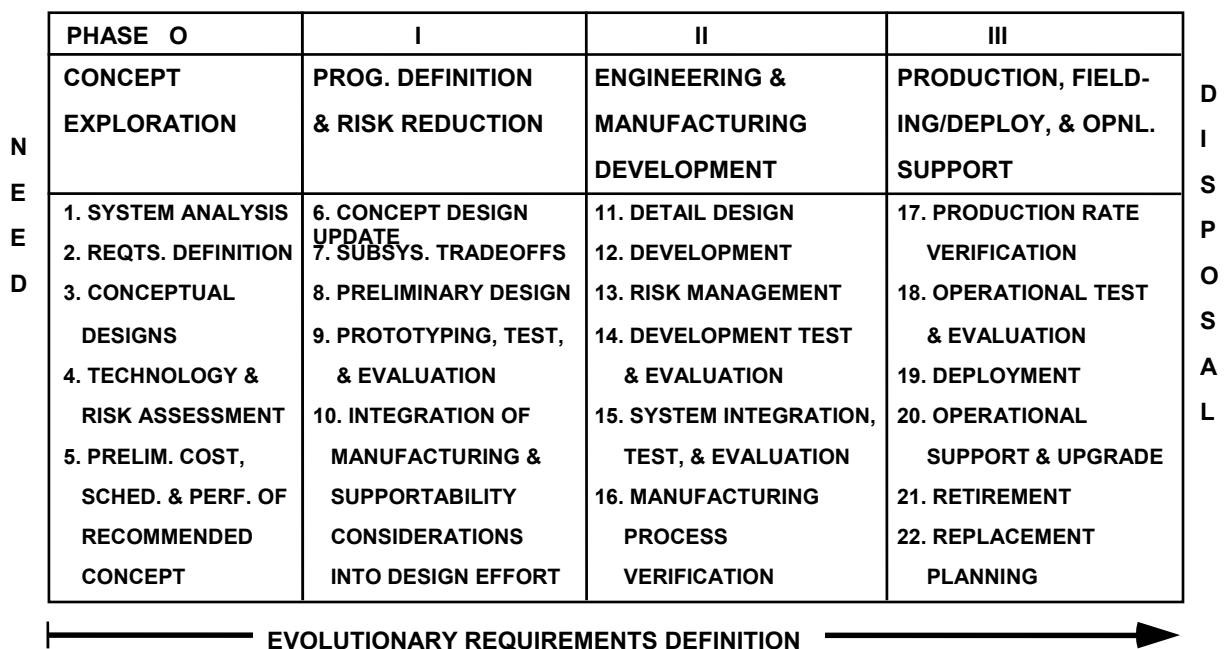 PHASE O
I
II
III
CONCEPT
EXPLORATION
PROG. DEFINITION
& RISK REDUCTION
ENGINEERING &
MANUFACTURING
DEVELOPMENT
PRODUCTION, FIELD-
ING/DEPLOY, & OPNL.
SUPPORT
NEED
1. SYSTEM ANALYSIS
2. REQTS. DEFINITION
3. CONCEPTUAL
DESIGNS
4. TECHNOLOGY &
RISK ASSESSMENT
5. PRELIM. COST,
SCHED. & PERF. OF
RECOMMENDED
CONCEPT
6. CONCEPT DESIGN
UPDATE
7. SUBSYS. TRADEOFFS
8. PRELIMINARY DESIGN
9. PROTOTYPING, TEST,
& EVALUATION
10. INTEGRATION OF
MANUFACTURING &
SUPPORTABILITY
CONSIDERATIONS
INTO DESIGN EFFORT
11. DETAIL DESIGN
12. DEVELOPMENT
13. RISK MANAGEMENT
14. DEVELOPMENT TEST
& EVALUATION
15. SYSTEM INTEGRATION,
TEST, & EVALUATION
16. MANUFACTURING
PROCESS
VERIFICATION
17. PRODUCTION RATE
VERIFICATION
18. OPERATIONAL TEST
& EVALUATION
19. DEPLOYMENT
20. OPERATIONAL
SUPPORT & UPGRADE
21. RETIREMENT
22. REPLACEMENT
PLANNING
DISPOSAL
EVOLUTIONARY REQUIREMENTS DEFINITION